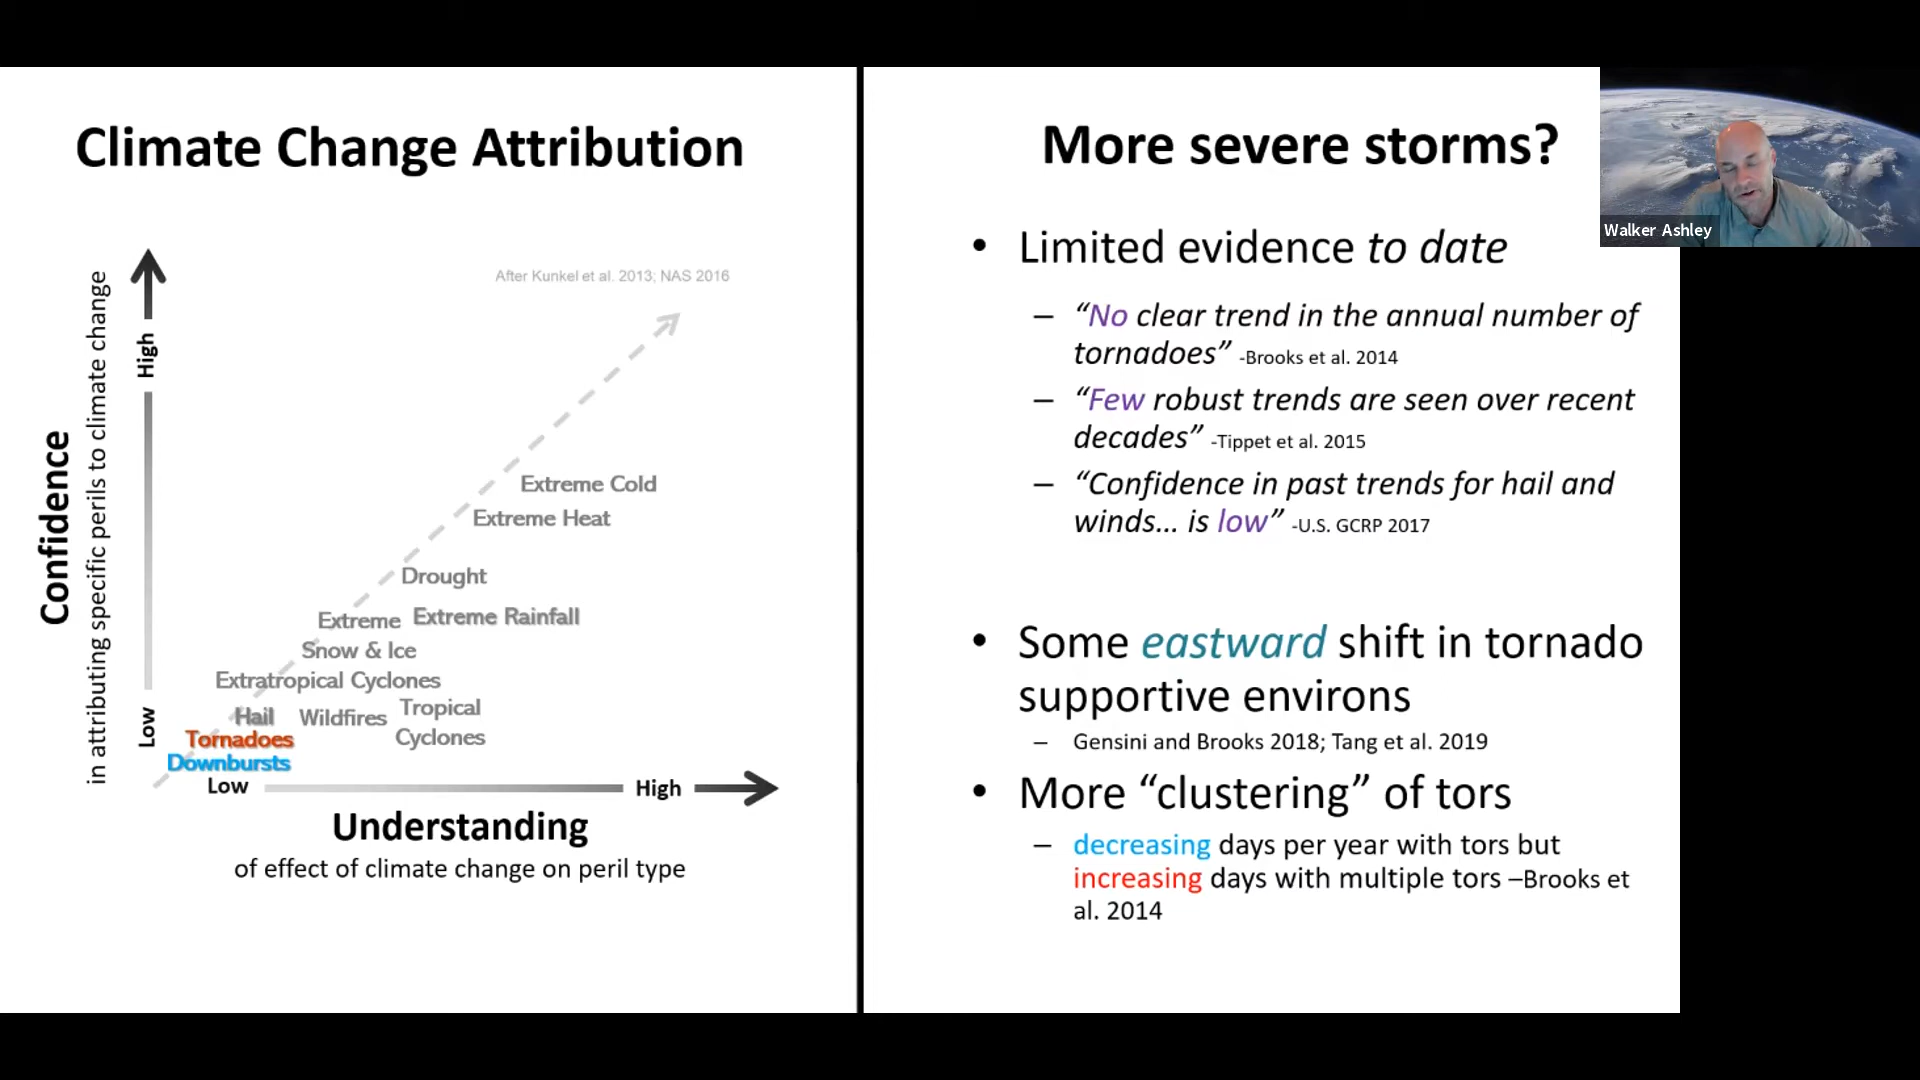 Climate Change Attribution
After Kunkel et al. 2013; NAS 2016
Confidence
in attributing specific perils to climate change
High
Low
Extreme Cold
Extreme Heat
Drought
Extreme Rainfall
Extreme
Snow & Ice
Extratropical Cyclones
Hail
Wildfires
Tropical
Cyclones
Tornadoes
Downbursts
Low
High
Understanding
of effect of climate change on peril type
More severe storms?
• Limited evidence to date
– “No clear trend in the annual number of
tornadoes” -Brooks et al. 2014
– “Few robust trends are seen over recent
decades” -Tippet et al. 2015
– “Confidence in past trends for hail and
winds... is low” -U.S. GCRP 2017
• Some eastward shift in tornado
supportive environs
– Gensini and Brooks 2018; Tang et al. 2019
• More “clustering” of tors
– decreasing days per year with tors but
increasing days with multiple tors –Brooks et
al. 2014
Walker Ashley